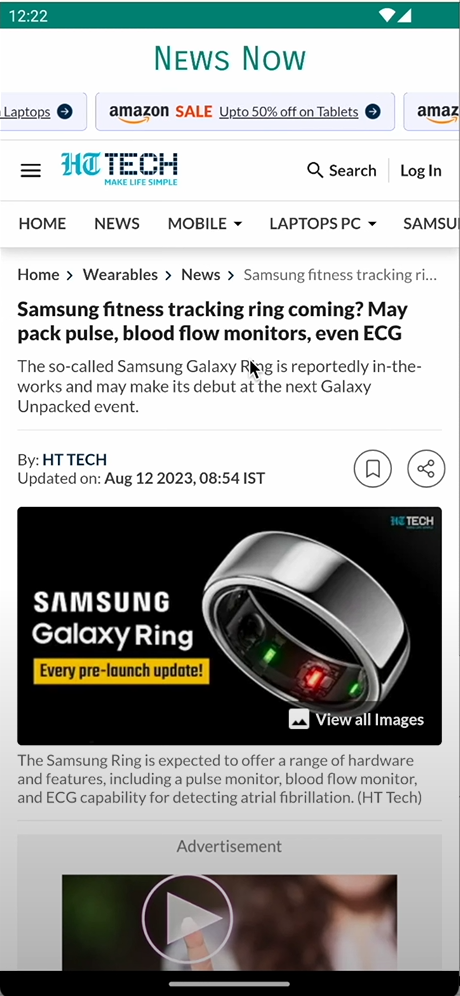 12:22
News Now
Laptops
amazon SALE Upto 50% off on Tablets
amaz
HT TECH
MAKE LIFE SIMPLE
Search
Log In
HOME NEWS MOBILE LAPTOPS PC SAMSU
Home > Wearables > News > Samsung fitness tracking ri...
Samsung fitness tracking ring coming? May
pack pulse, blood flow monitors, even ECG
The so-called Samsung Galaxy Ring is reportedly in-the-
works and may make its debut at the next Galaxy
Unpacked event.
By: HT TECH
Updated on: Aug 12 2023, 08:54 IST
HT TECH
SAMSUNG
Galaxy Ring
Every pre-launch update!
View all Images
The Samsung Ring is expected to offer a range of hardware
and features, including a pulse monitor, blood flow monitor,
and ECG capability for detecting atrial fibrillation. (HT Tech)
Advertisement